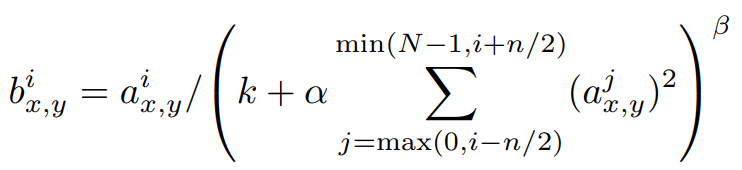 b^i_{x,y} = a^i_{x,y} / \left( k + \alpha \sum_{j=\max(0,i-n/2)}^{\min(N-1,i+n/2)} (a^j_{x,y})^2 \right)^\beta